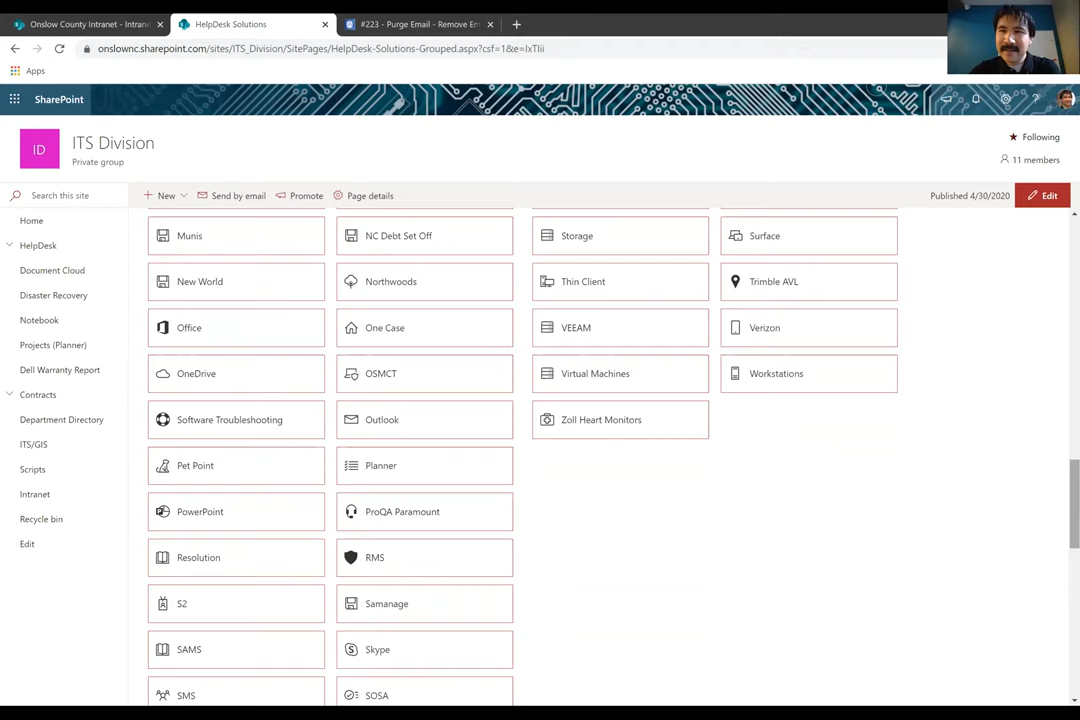 Onslow County Intranet - Intrane
HelpDesk Solutions
#223 - Purge Email - Remove Em
onslownc.sharepoint.com/sites/ITS_Division/SitePages/HelpDesk-Solutions-Grouped.aspx?csf=1&e=IxTIii
Apps
SharePoint
ID
ITS Division
Private group
Following
11 members
Search this site
New
Send by email
Promote
Page details
Published 4/30/2020
Edit
Home
HelpDesk
Document Cloud
Disaster Recovery
Notebook
Projects (Planner)
Dell Warranty Report
Contracts
Department Directory
ITS/GIS
Scripts
Intranet
Recycle bin
Edit
Munis
NC Debt Set Off
Storage
Surface
New World
Northwoods
Thin Client
Trimble AVL
Office
One Case
VEEAM
Verizon
OneDrive
OSMCT
Virtual Machines
Workstations
Software Troubleshooting
Outlook
Zoll Heart Monitors
Pet Point
Planner
PowerPoint
ProQA Paramount
Resolution
RMS
S2
Samanage
SAMS
Skype
SMS
SOSA